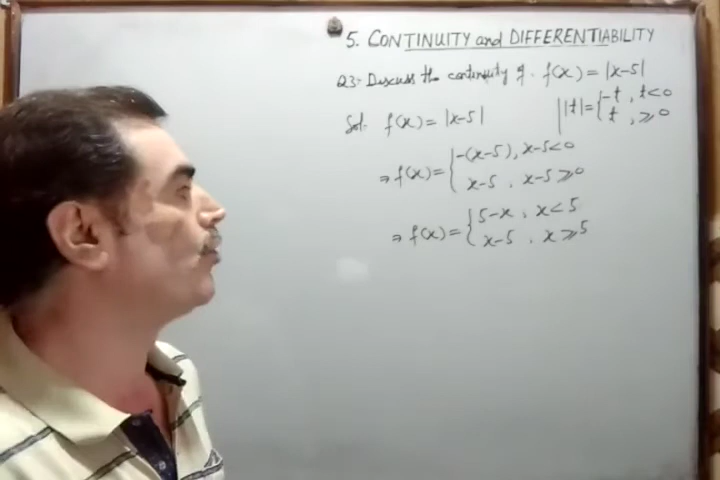 5. CONTINUITY and DIFFERENTIABILITY
Q3- Discuss the continuity of f(x) = |x-5|
Sol. f(x) = |x-5| || |t| = { -t , t<0
t , ⩾0
⇒ f(x) = { -(x-5), x-5<0
x-5 , x-5⩾0
⇒ f(x) = { 5-x , x<5
x-5 , x⩾5